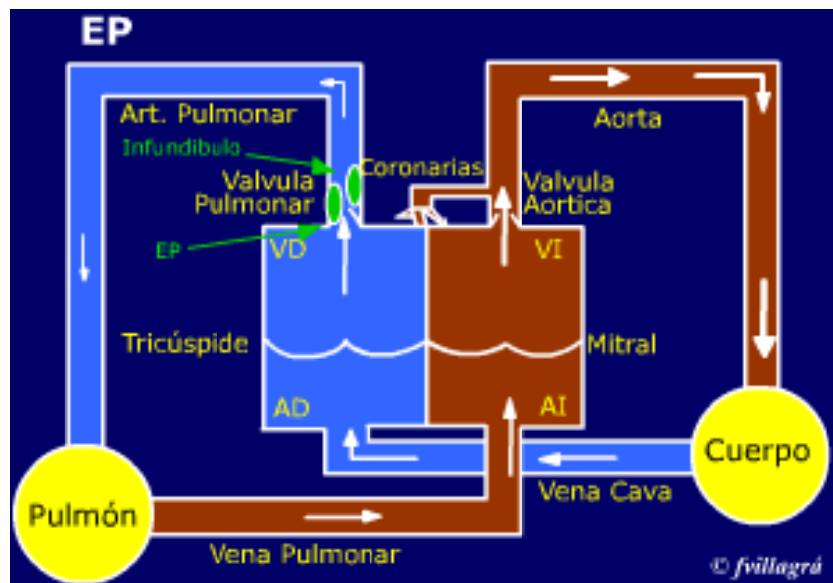 EP
Art. Pulmonar
Aorta
Infundibulo
Coronarias
Valvula
Pulmonar
Valvula
Aortica
EP
VD
VI
Tricúspide
Mitral
AD
AI
Cuerpo
Pulmón
Vena Cava
Vena Pulmonar
© fvillagrá